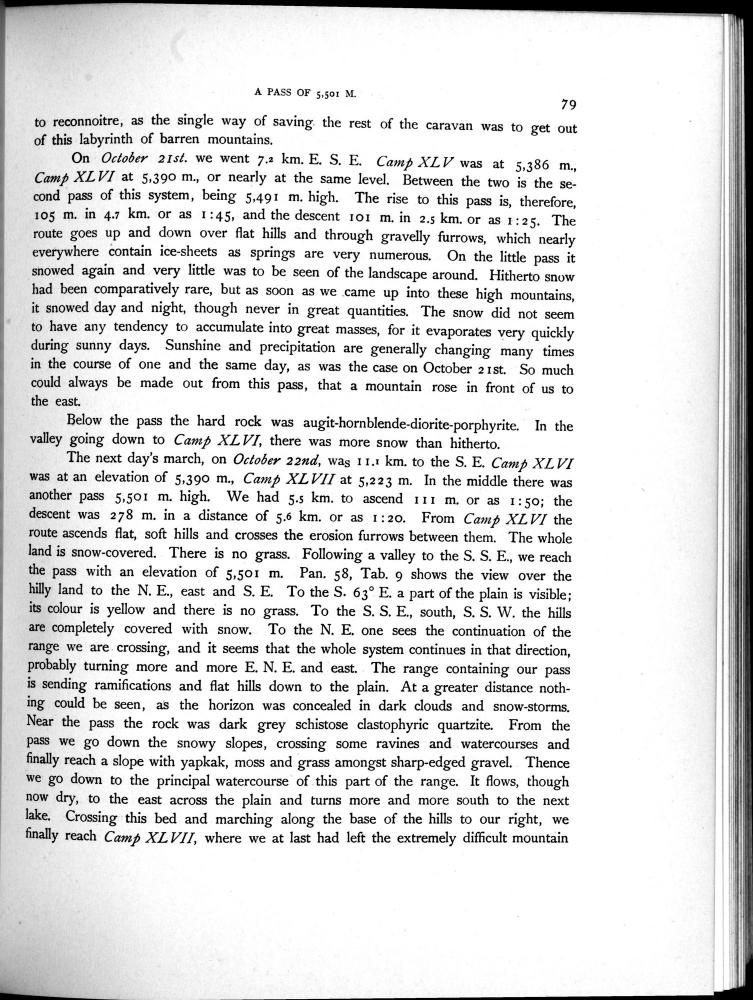 A PASS OF 5,501 M.
79
to reconnoitre, as the single way of saving the rest of the caravan was to get out
of this labyrinth of barren mountains.
On October 21st. we went 7.2 km. E. S. E. Camp XLV was at 5,386 m.,
Camp XLVI at 5,390 m., or nearly at the same level. Between the two is the se-
cond pass of this system, being 5,491 m. high. The rise to this pass is, therefore,
105 m. in 4.7 km. or as 1:45, and the descent 101 m. in 2.5 km. or as 1:25. The
route goes up and down over flat hills and through gravelly furrows, which nearly
everywhere contain ice-sheets as springs are very numerous. On the little pass it
snowed again and very little was to be seen of the landscape around. Hitherto snow
had been comparatively rare, but as soon as we came up into these high mountains,
it snowed day and night, though never in great quantities. The snow did not seem
to have any tendency to accumulate into great masses, for it evaporates very quickly
during sunny days. Sunshine and precipitation are generally changing many times
in the course of one and the same day, as was the case on October 21st. So much
could always be made out from this pass, that a mountain rose in front of us to
the east.
Below the pass the hard rock was augit-hornblende-diorite-porphyrite. In the
valley going down to Camp XLVI, there was more snow than hitherto.
The next day's march, on October 22nd, was 11.1 km. to the S. E. Camp XLVI
was at an elevation of 5,390 m., Camp XLVII at 5,223 m. In the middle there was
another pass 5,501 m. high. We had 5.5 km. to ascend 111 m. or as 1:50; the
descent was 278 m. in a distance of 5.6 km. or as 1:20. From Camp XLVI the
route ascends flat, soft hills and crosses the erosion furrows between them. The whole
land is snow-covered. There is no grass. Following a valley to the S. S. E., we reach
the pass with an elevation of 5,501 m. Pan. 58, Tab. 9 shows the view over the
hilly land to the N. E., east and S. E. To the S. 63° E. a part of the plain is visible;
its colour is yellow and there is no grass. To the S. S. E., south, S. S. W. the hills
are completely covered with snow. To the N. E. one sees the continuation of the
range we are crossing, and it seems that the whole system continues in that direction,
probably turning more and more E. N. E. and east. The range containing our pass
is sending ramifications and flat hills down to the plain. At a greater distance noth-
ing could be seen, as the horizon was concealed in dark clouds and snow-storms.
Near the pass the rock was dark grey schistose clastophyric quartzite. From the
pass we go down the snowy slopes, crossing some ravines and watercourses and
finally reach a slope with yapkak, moss and grass amongst sharp-edged gravel. Thence
we go down to the principal watercourse of this part of the range. It flows, though
now dry, to the east across the plain and turns more and more south to the next
lake. Crossing this bed and marching along the base of the hills to our right, we
finally reach Camp XLVII, where we at last had left the extremely difficult mountain